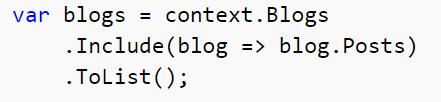 var blogs = context.Blogs
    .Include(blog => blog.Posts)
    .ToList();